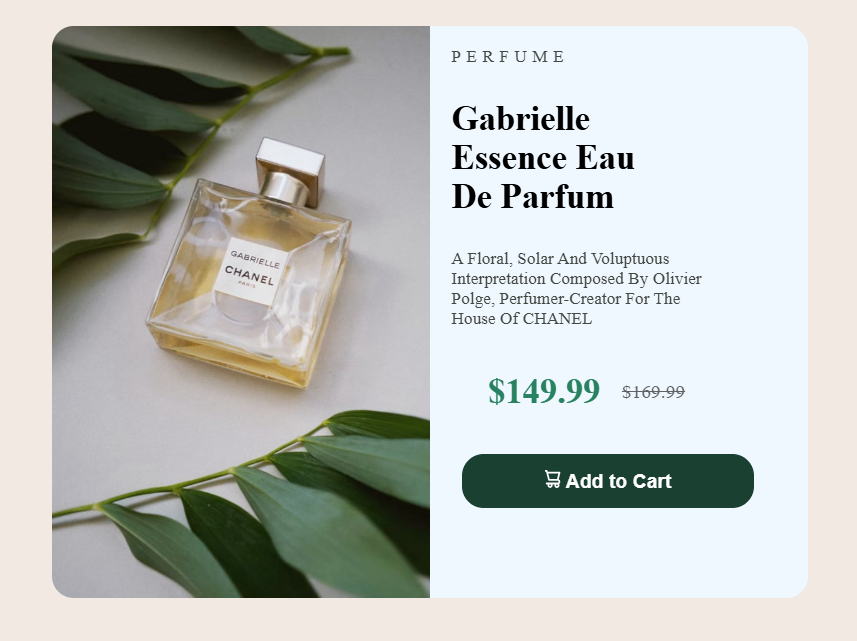 PERFUME
Gabrielle
Essence Eau
De Parfum
A Floral, Solar And Voluptuous
Interpretation Composed By Olivier
Polge, Perfumer-Creator For The
House Of CHANEL
$149.99 $169.99
Add to Cart
GABRIELLE
CHANEL
PARIS